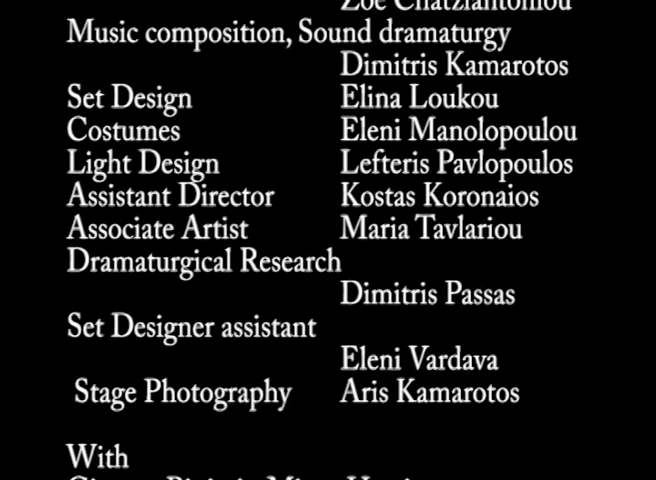 Zoe Chatziantoniou
Music composition, Sound dramaturgy
Dimitris Kamarotos
Set Design Elina Loukou
Costumes Eleni Manolopoulou
Light Design Lefteris Pavlopoulos
Assistant Director Kostas Koronaios
Associate Artist Maria Tavlariou
Dramaturgical Research
Dimitris Passas
Set Designer assistant
Eleni Vardava
Stage Photography Aris Kamarotos
With